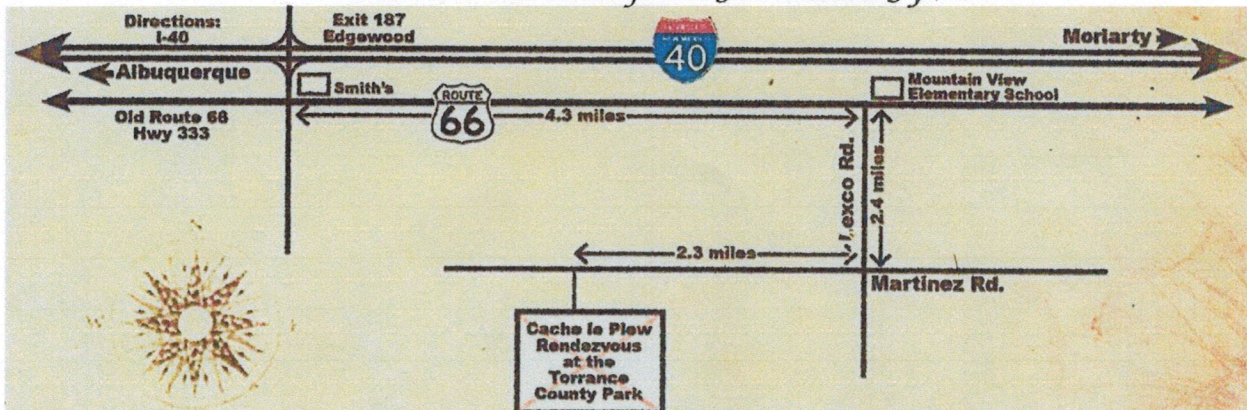 Directions:
I-40
Exit 187
Edgewood
Moriarty
40
Albuquerque
Smith's
Mountain View
Elementary School
ROUTE
66
Old Route 66
Hwy 333
4.3 miles
Lexco Rd.
2.4 miles
2.3 miles
Martinez Rd.
Cache le Plew
Rendezvous
at the
Torrance
County Park
W